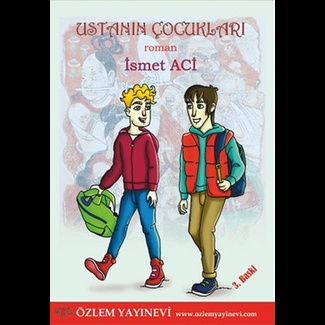 USTANIN ÇOCUKLARI
roman
İsmet ACİ
3. Baskı
ÖZLEM YAYINEVİ www.ozlemyayinevi.com